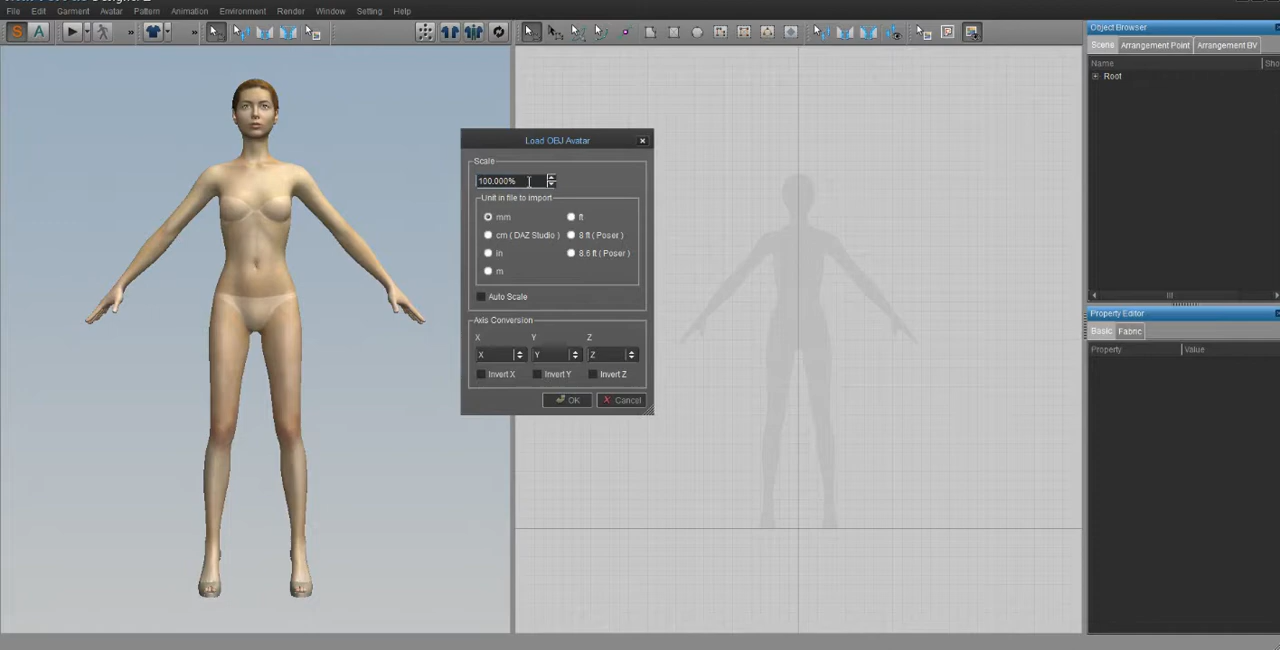 File Edit Garment Avatar Pattern Animation Environment Render Window Setting Help
S A
Object Browser
Scene Arrangement Point Arrangement BV
Name Sho
Root
Load OBJ Avatar
Scale
100.000%
Unit in file to import
mm ft
cm ( DAZ Studio ) 8 ft ( Poser )
in 8.6 ft ( Poser )
m
Auto Scale
Axis Conversion
X Y Z
X Y Z
Invert X Invert Y Invert Z
OK Cancel
Property Editor
Basic Fabric
Property Value